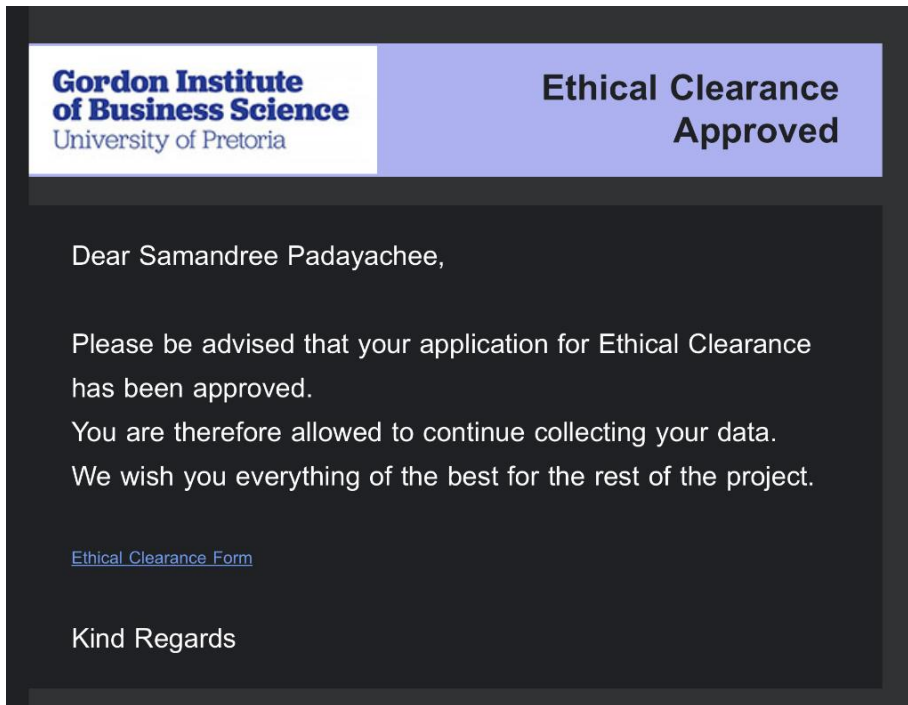 Gordon Institute
of Business Science
University of Pretoria
Ethical Clearance
Approved
Dear Samandree Padayachee,
Please be advised that your application for Ethical Clearance
has been approved.
You are therefore allowed to continue collecting your data.
We wish you everything of the best for the rest of the project.
Ethical Clearance Form
Kind Regards